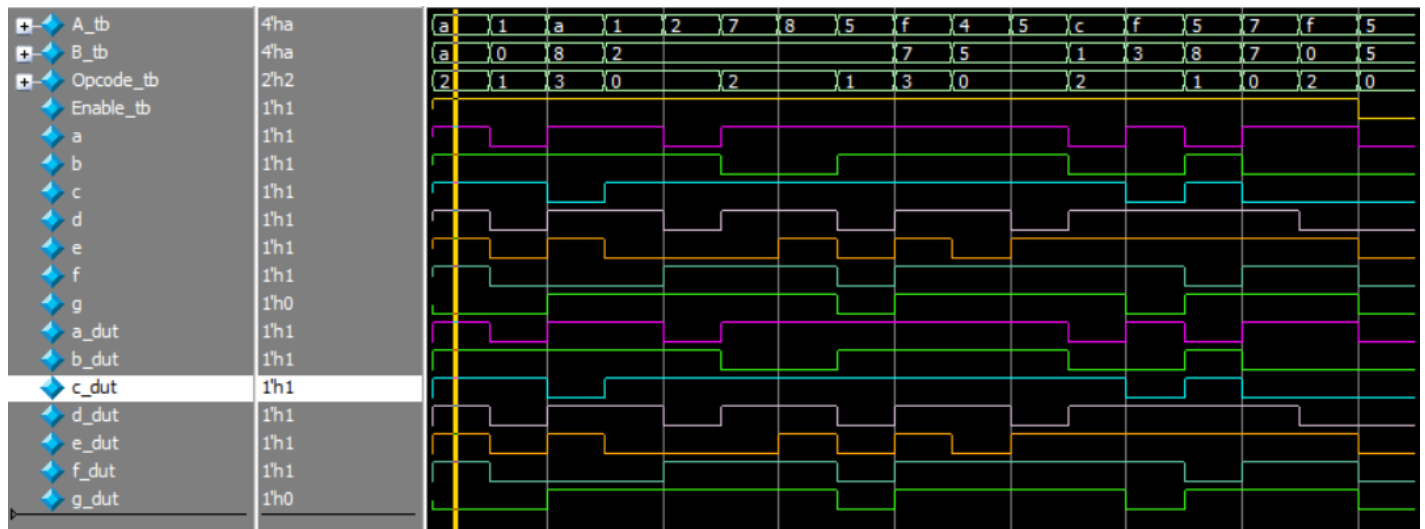 A_tb 4'ha a 1 a 1 2 7 8 5 f 4 5 c f 5 7 f 5
B_tb 4'ha a 0 8 2 7 5 1 3 8 7 0 5
Opcode_tb 2'h2 2 1 3 0 2 1 3 0 2 1 0 2 0
Enable_tb 1'h1
a 1'h1
b 1'h1
c 1'h1
d 1'h1
e 1'h1
f 1'h1
g 1'h0
a_dut 1'h1
b_dut 1'h1
c_dut 1'h1
d_dut 1'h1
e_dut 1'h1
f_dut 1'h1
g_dut 1'h0